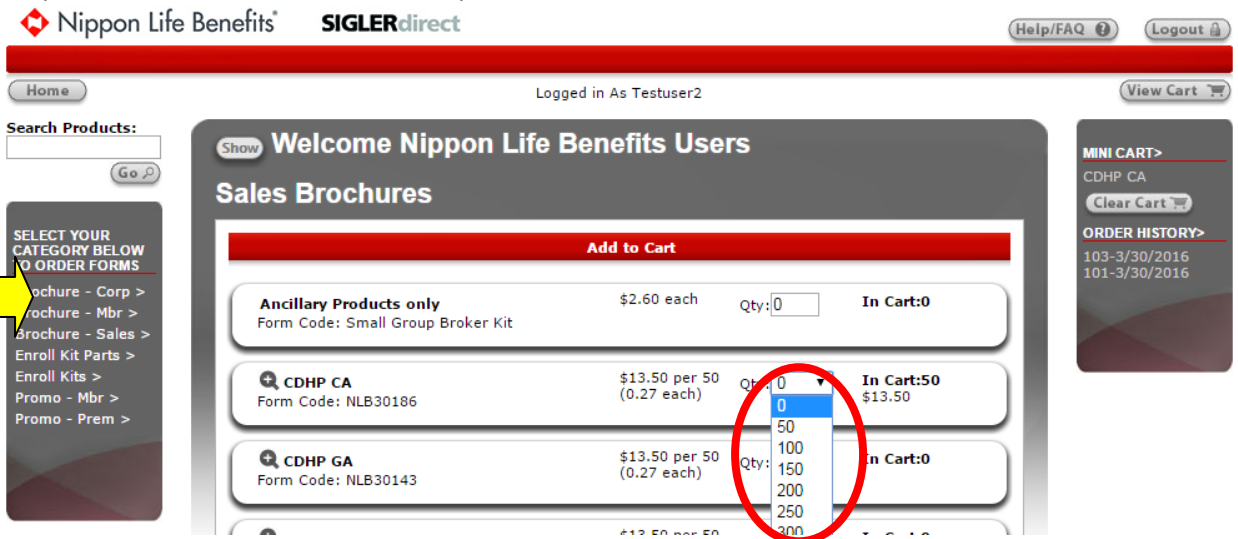 Nippon Life Benefits®
SIGLERdirect
Help/FAQ ?
Logout
Home
Logged in As Testuser2
View Cart
Search Products:
Go
SELECT YOUR
CATEGORY BELOW
TO ORDER FORMS
Brochure - Corp >
Brochure - Mbr >
Brochure - Sales >
Enroll Kit Parts >
Enroll Kits >
Promo - Mbr >
Promo - Prem >
Show Welcome Nippon Life Benefits Users
Sales Brochures
Add to Cart
Ancillary Products only $2.60 each Qty: 0 In Cart:0
Form Code: Small Group Broker Kit
CDHP CA $13.50 per 50 Qty: 0 In Cart:50
Form Code: NLB30186 (0.27 each) $13.50
0
50
100
150
200
250
300
CDHP GA $13.50 per 50 Qty: In Cart:0
Form Code: NLB30143 (0.27 each)
$13.50 per 50 In Cart:0
MINI CART>
CDHP CA
Clear Cart
ORDER HISTORY>
103-3/30/2016
101-3/30/2016